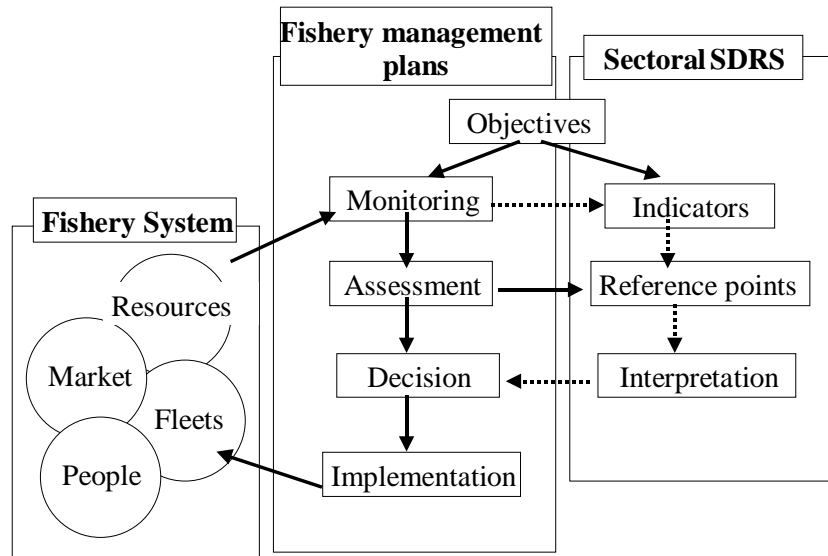 Fishery management
plans
Sectoral SDRS
Objectives
Monitoring
Indicators
Fishery System
Assessment
Reference points
Resources
Market
Decision
Interpretation
Fleets
People
Implementation